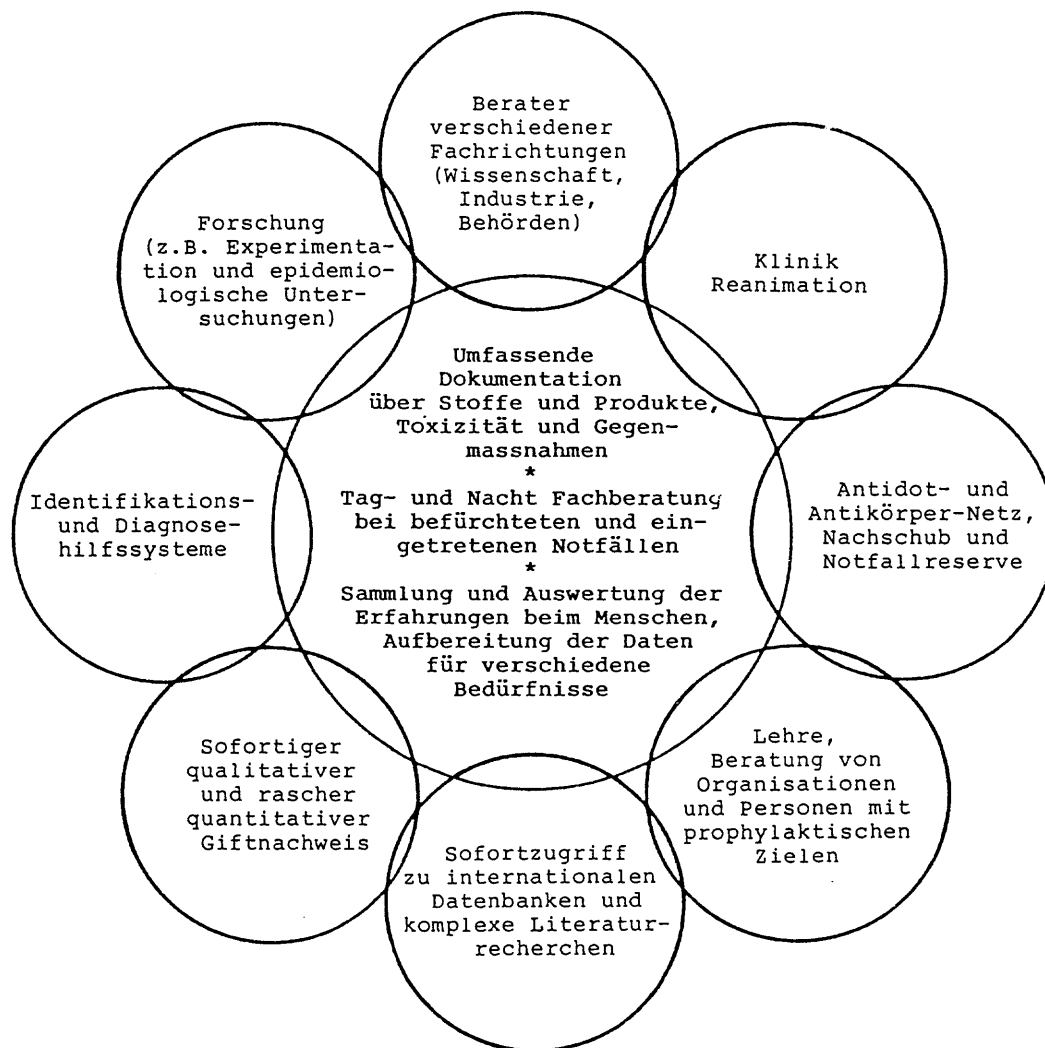 Berater
verschiedener
Fachrichtungen
(Wissenschaft,
Industrie,
Behörden)
Forschung
(z.B. Experimenta-
tion und epidemio-
logische Unter-
suchungen)
Klinik
Reanimation
Umfassende
Dokumentation
über Stoffe und Produkte,
Toxizität und Gegen-
massnahmen
*
Tag- und Nacht Fachberatung
bei befürchteten und ein-
getretenen Notfällen
*
Sammlung und Auswertung der
Erfahrungen beim Menschen,
Aufbereitung der Daten
für verschiedene
Bedürfnisse
Identifikations-
und Diagnose-
hilfssysteme
Antidot- und
Antikörper-Netz,
Nachschub und
Notfallreserve
Sofortiger
qualitativer
und rascher
quantitativer
Giftnachweis
Lehre,
Beratung von
Organisationen
und Personen mit
prophylaktischen
Zielen
Sofortzugriff
zu internationalen
Datenbanken und
komplexe Literatur-
recherchen